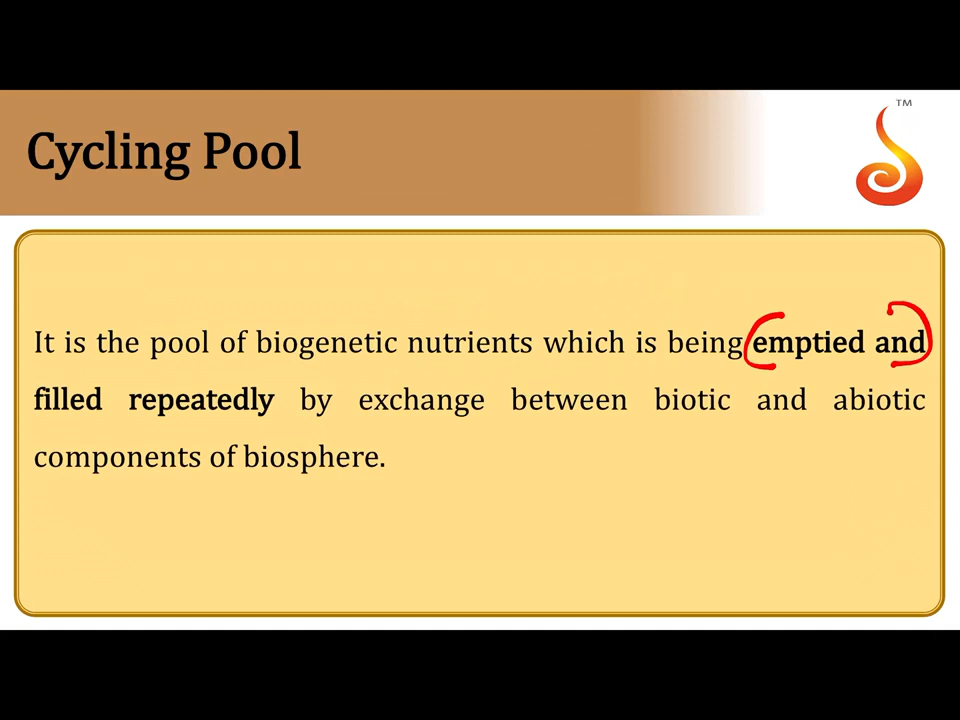 TM
Cycling Pool
It is the pool of biogenetic nutrients which is being emptied and
filled repeatedly by exchange between biotic and abiotic
components of biosphere.